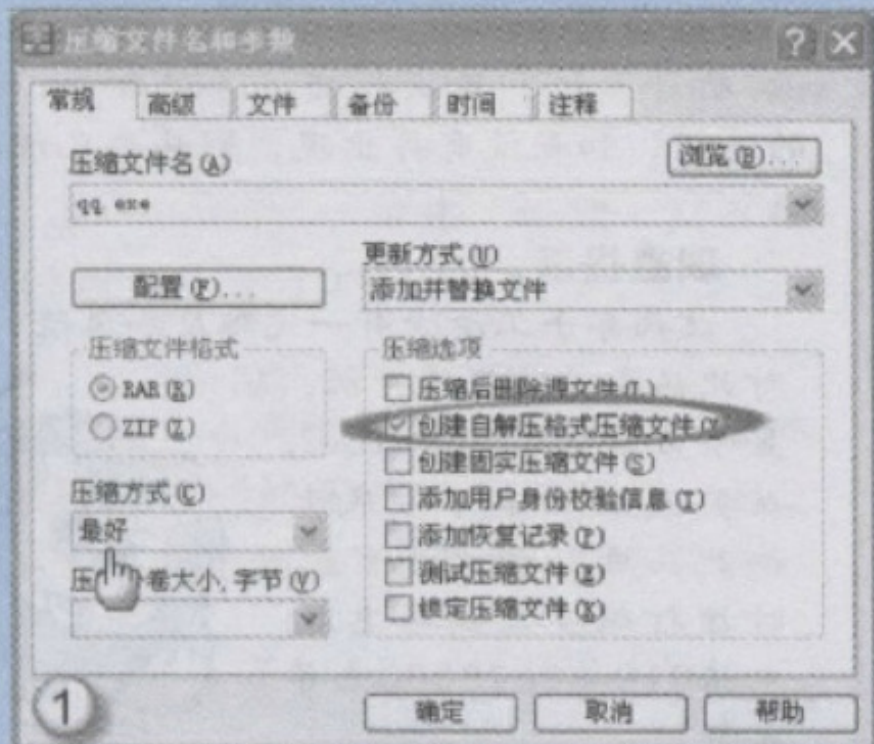 压缩文件名和参数
常规 高级 文件 备份 时间 注释
压缩文件名(A)
浏览(B)...
qq.exe
更新方式(U)
配置(F)...
添加并替换文件
压缩文件格式
RAR(R)
ZIP(Z)
压缩方式(C)
最好
压 卷大小,字节(V)
压缩选项
压缩后删除源文件(L)
创建自解压格式压缩文件(X)
创建固实压缩文件(S)
添加用户身份校验信息(T)
添加恢复记录(P)
测试压缩文件(E)
锁定压缩文件(K)
1
确定 取消 帮助